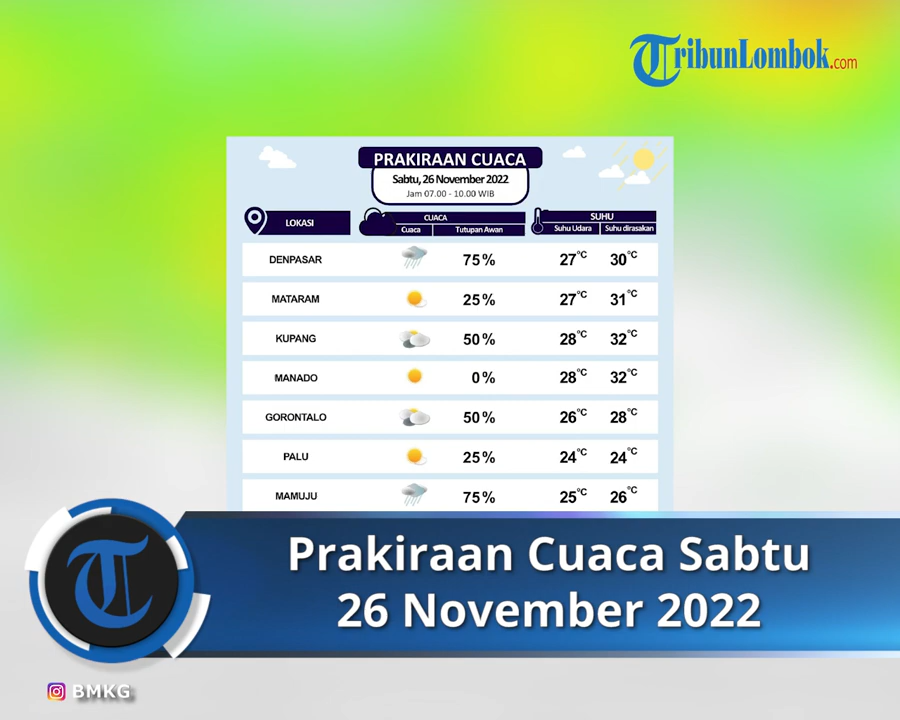 TribunLombok.com
PRAKIRAAN CUACA
Sabtu, 26 November 2022
Jam 07.00 - 10.00 WIB
LOKASI CUACA SUHU
Cuaca Tutupan Awan Suhu Udara Suhu dirasakan
DENPASAR 75% 27°C 30°C
MATARAM 25% 27°C 31°C
KUPANG 50% 28°C 32°C
MANADO 0% 28°C 32°C
GORONTALO 50% 26°C 28°C
PALU 25% 24°C 24°C
MAMUJU 75% 25°C 26°C
Prakiraan Cuaca Sabtu
26 November 2022
T
BMKG